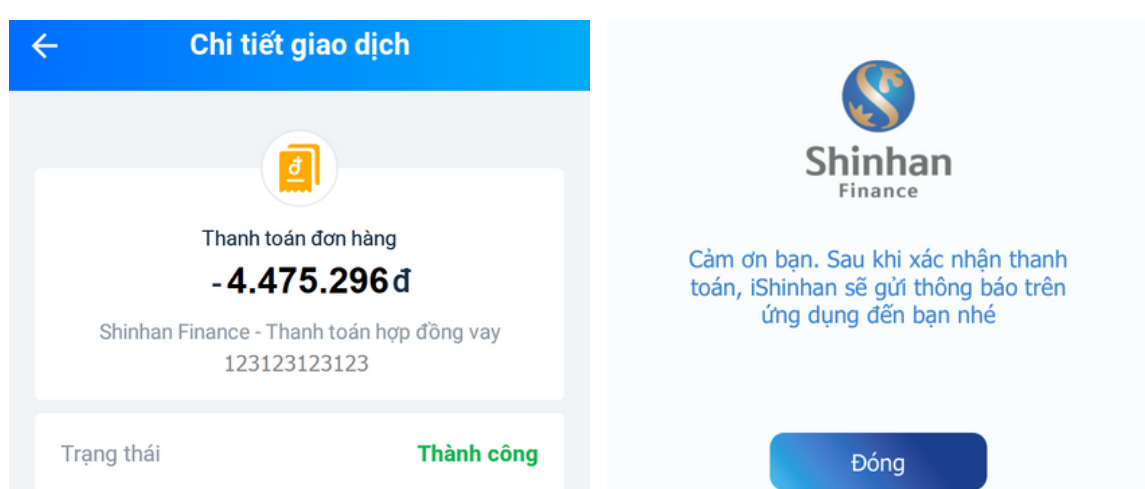 Chi tiết giao dịch
đ
Thanh toán đơn hàng
- 4.475.296đ
Shinhan Finance - Thanh toán hợp đồng vay
123123123123
Trạng thái Thành công
Shinhan
Finance
Cảm ơn bạn. Sau khi xác nhận thanh
toán, iShinhan sẽ gửi thông báo trên
ứng dụng đến bạn nhé
Đóng